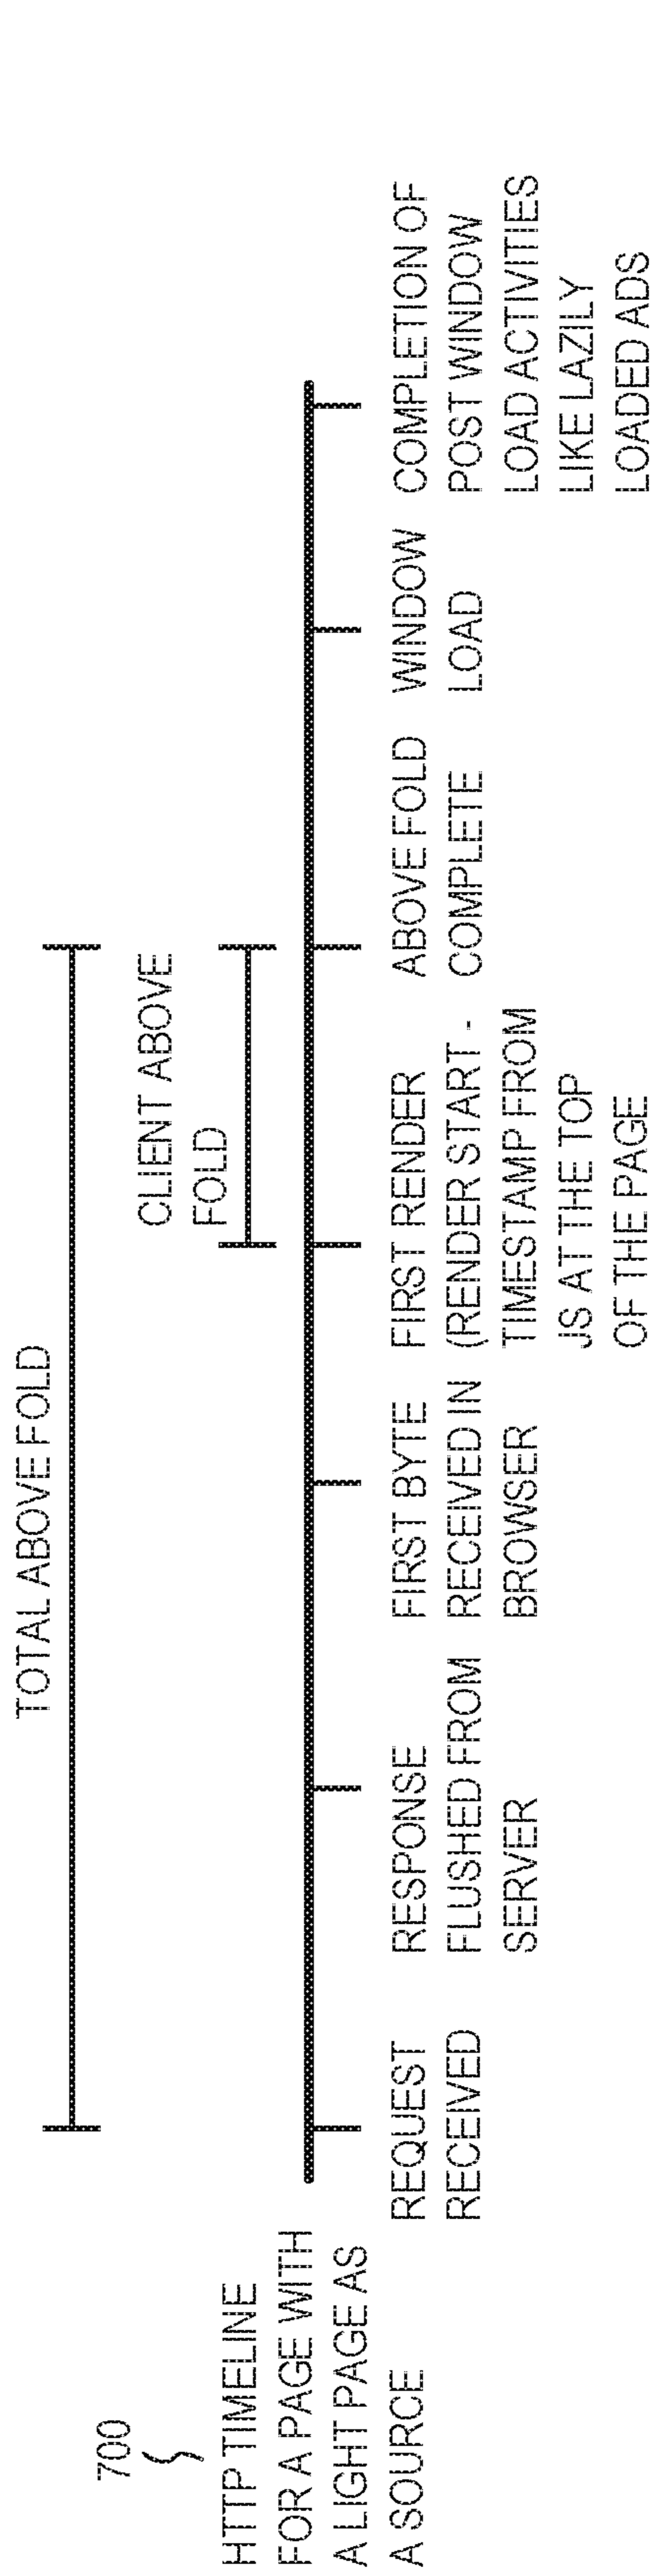 700
HTTP TIMELINE
FOR A PAGE WITH
A LIGHT PAGE AS
A SOURCE
TOTAL ABOVE FOLD
CLIENT ABOVE
FOLD
REQUEST
RECEIVED
RESPONSE
FLUSHED FROM
SERVER
FIRST BYTE
RECEIVED IN
BROWSER
FIRST RENDER
(RENDER START -
TIMESTAMP FROM
JS AT THE TOP
OF THE PAGE
ABOVE FOLD
COMPLETE
WINDOW
LOAD
COMPLETION OF
POST WINDOW
LOAD ACTIVITIES
LIKE LAZILY
LOADED ADS